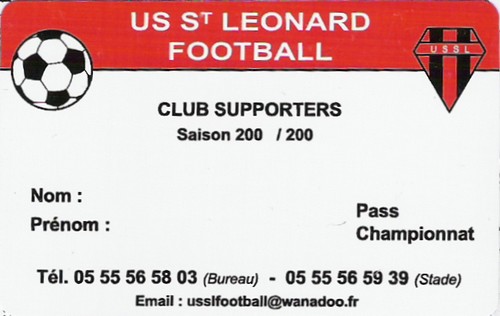 US ST LEONARD
FOOTBALL
USSL
CLUB SUPPORTERS
Saison 200 / 200
Nom :
Prénom :
Pass
Championnat
Tél. 05 55 56 58 03 (Bureau) - 05 55 56 59 39 (Stade)
Email : usslfootball@wanadoo.fr